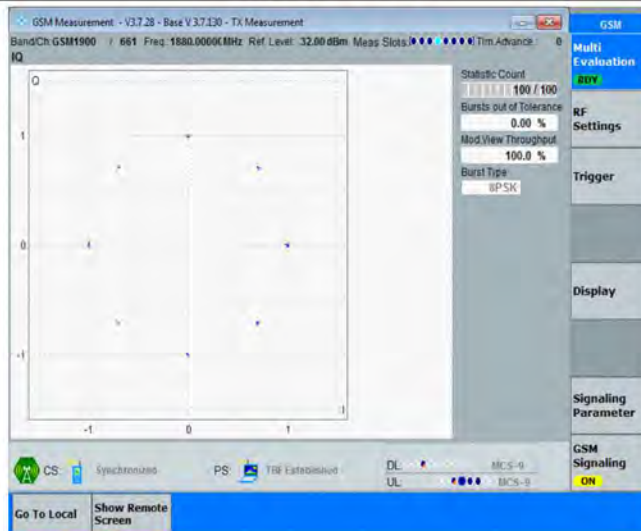 GSM Measurement - V3.7.28 - Base V 3.7.130 - TX Measurement
GSM
Band/Ch: GSM1900 / 661 Freq.: 1880.0000 MHz Ref. Level: 32.00 dBm Meas Slots: Tim.Advance: 0
IQ
Multi
Evaluation
RDY
Q
Statistic Count
100 / 100
Bursts out of Tolerance
0.00 %
Mod.View Throughput
100.0 %
Burst Type
8PSK
RF
Settings
Trigger
Display
Signaling
Parameter
GSM
Signaling
ON
1
0
-1
I
-1 0 1
CS: Synchronized PS: TBF Established DL: MCS-9
UL: MCS-9
Go To Local
Show Remote
Screen